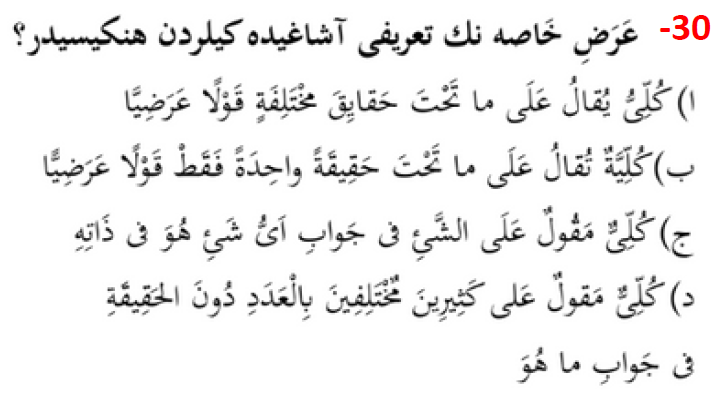 30- عَرَضِ خَاصه نك تعريفى آشاغيده كيلردن هنكيسيدر؟
ا) كُلِّىُّ يُقالُ عَلَى ما تَحْتَ حَقايِقَ مُخْتَلِفَةٍ قَوْلًا عَرَضِيًّا
ب) كُلِّيَّةٌ تُقالُ عَلَى ما تَحْتَ حَقِيقَةً واحِدَةً فَقَطْ قَوْلًا عَرَضِيًّا
ج) كُلِّىٌّ مَقُولٌ عَلَى الشَّئِ فى جَوابِ اَىُّ شَئِ هُوَ فى ذَاتِهِ
د) كُلِّىٌّ مَقولٌ عَلى كَثِيرِينَ مُخْتَلِفِينَ بِالْعَدَدِ دُونَ الحَقِيقَةِ
فى جَوابِ ما هُوَ